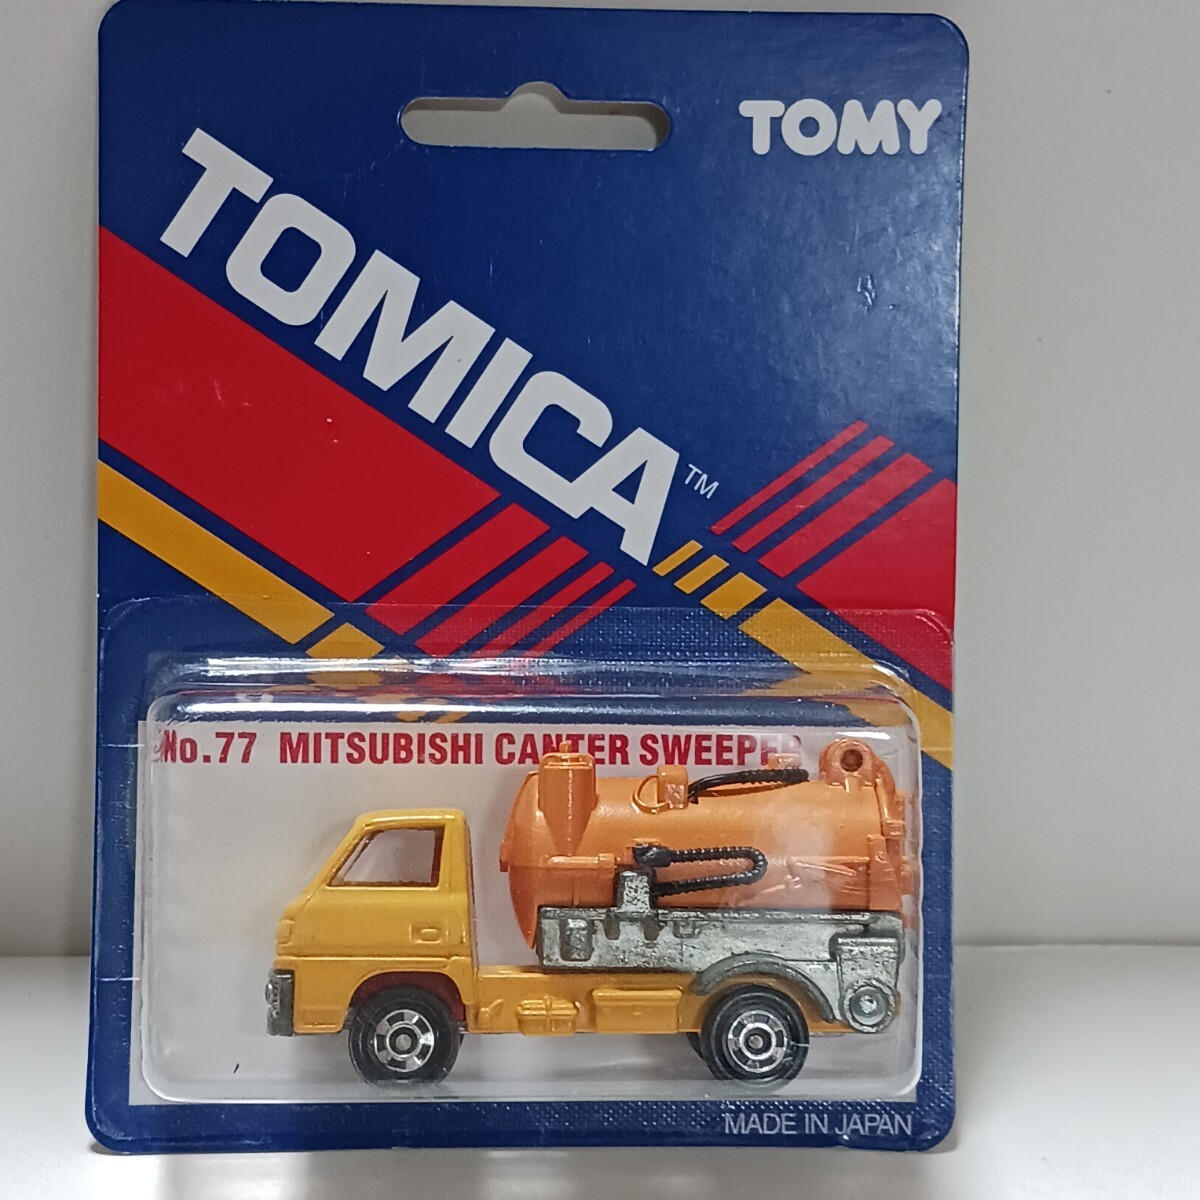 TOMY
TOMICA™
No.77 MITSUBISHI CANTER SWEEPER
MADE IN JAPAN